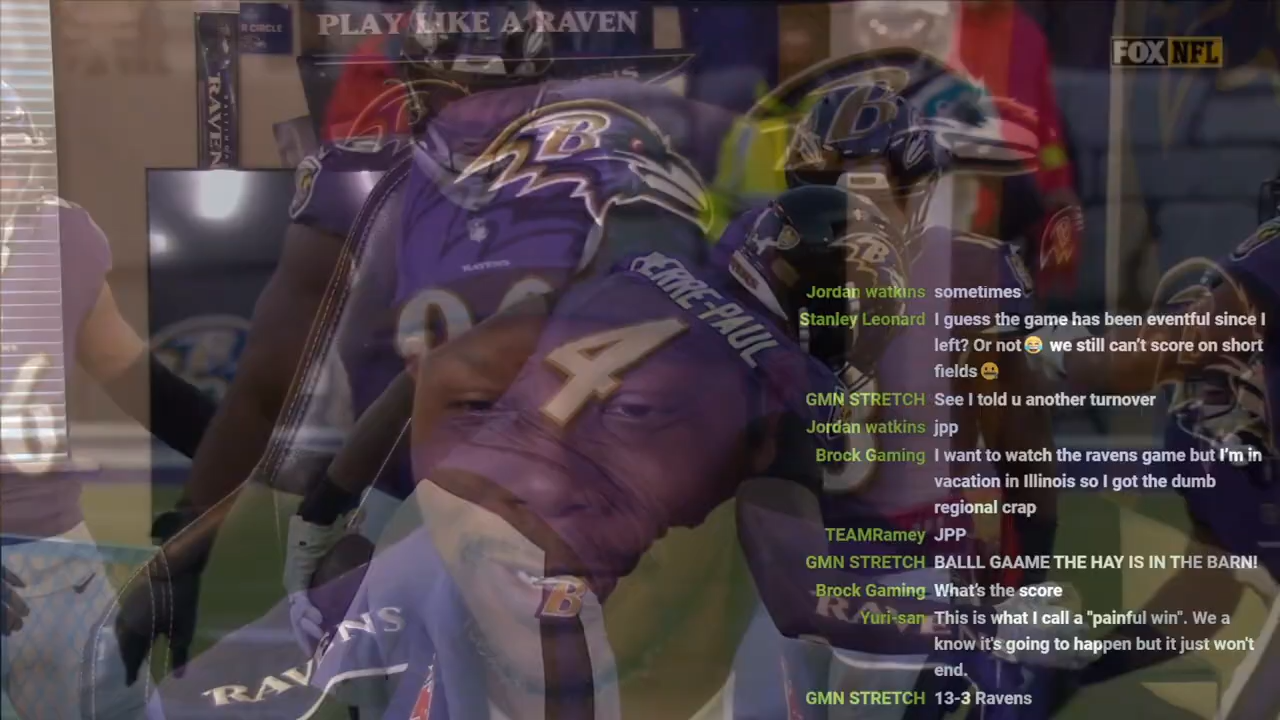 R CIRCLE
PLAY LIKE A RAVEN
FOX NFL
RAVENS
B
B
RAVENS
ERRE-PAUL
4
Jordan watkins sometimes
Stanley Leonard I guess the game has been eventful since I
left? Or not😂 we still can't score on short
fields😬
GMN STRETCH See I told u another turnover
Jordan watkins jpp
Brock Gaming I want to watch the ravens game but I'm in
vacation in Illinois so I got the dumb
regional crap
TEAMRamey JPP
GMN STRETCH BALLL GAAME THE HAY IS IN THE BARN!
Brock Gaming What's the score
Yuri-san This is what I call a "painful win". We a
know it's going to happen but it just won't
end.
GMN STRETCH 13-3 Ravens
B
RAVENS